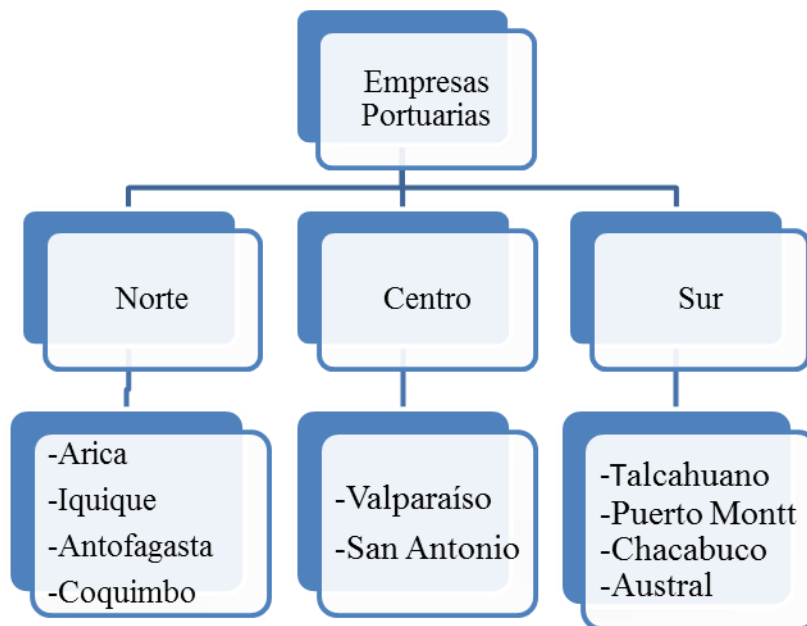 Empresas
Portuarias
Norte
Centro
Sur
-Arica
-Iquique
-Antofagasta
-Coquimbo
-Valparaíso
-San Antonio
-Talcahuano
-Puerto Montt
-Chacabuco
-Austral